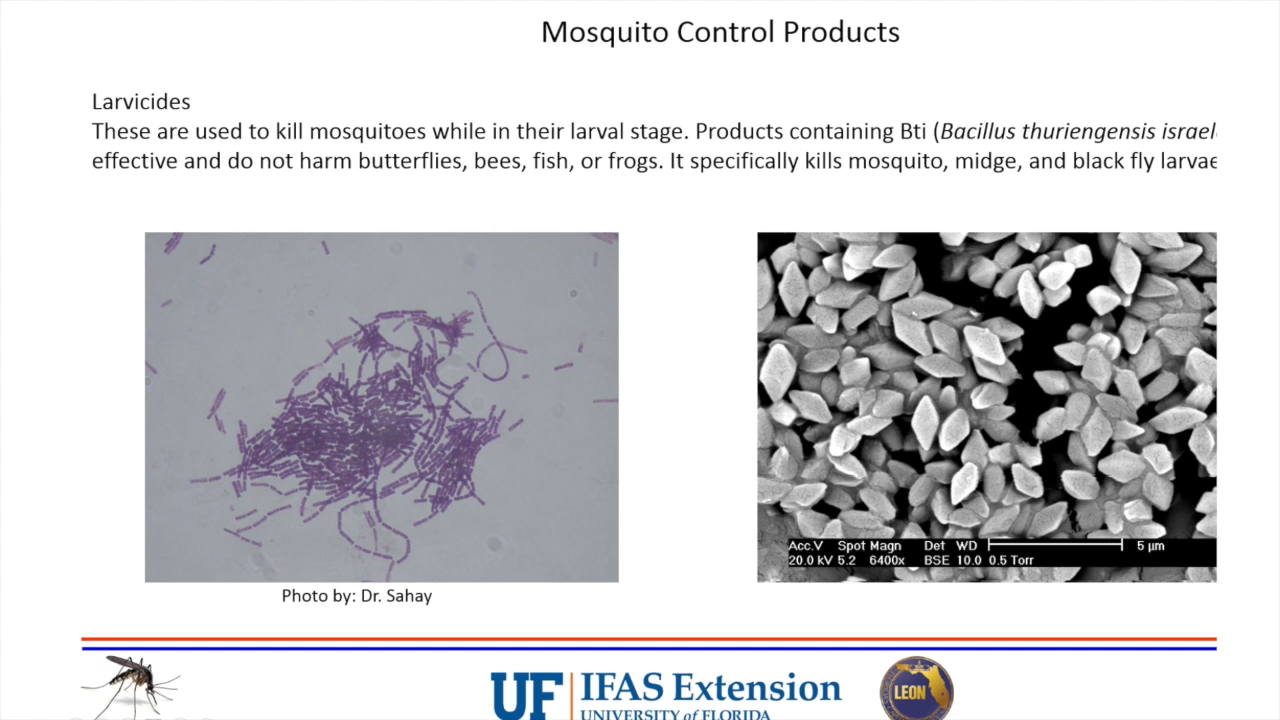 Mosquito Control Products
Larvicides
These are used to kill mosquitoes while in their larval stage. Products containing Bti (Bacillus thuriengensis israel
effective and do not harm butterflies, bees, fish, or frogs. It specifically kills mosquito, midge, and black fly larvae
Acc.V Spot Magn Det WD 5 µm
20.0 kV 5.2 6400x BSE 10.0 0.5 Torr
Photo by: Dr. Sahay
UF IFAS Extension
UNIVERSITY of FLORIDA
LEON